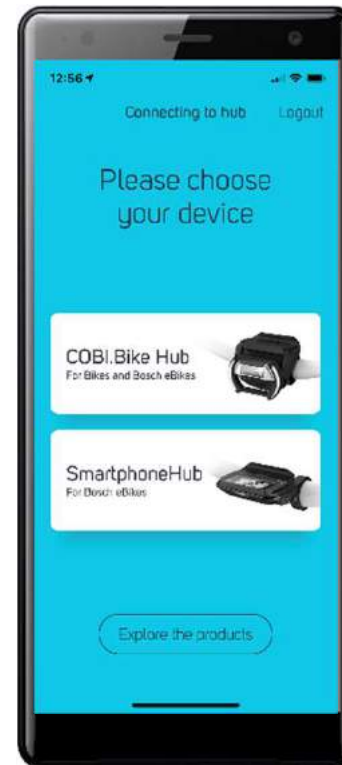 12:56
Connecting to hub
Logout
Please choose
your device
COBI.Bike Hub
For Bikes and Bosch eBikes
SmartphoneHub
For Bosch eBikes
Explore the products